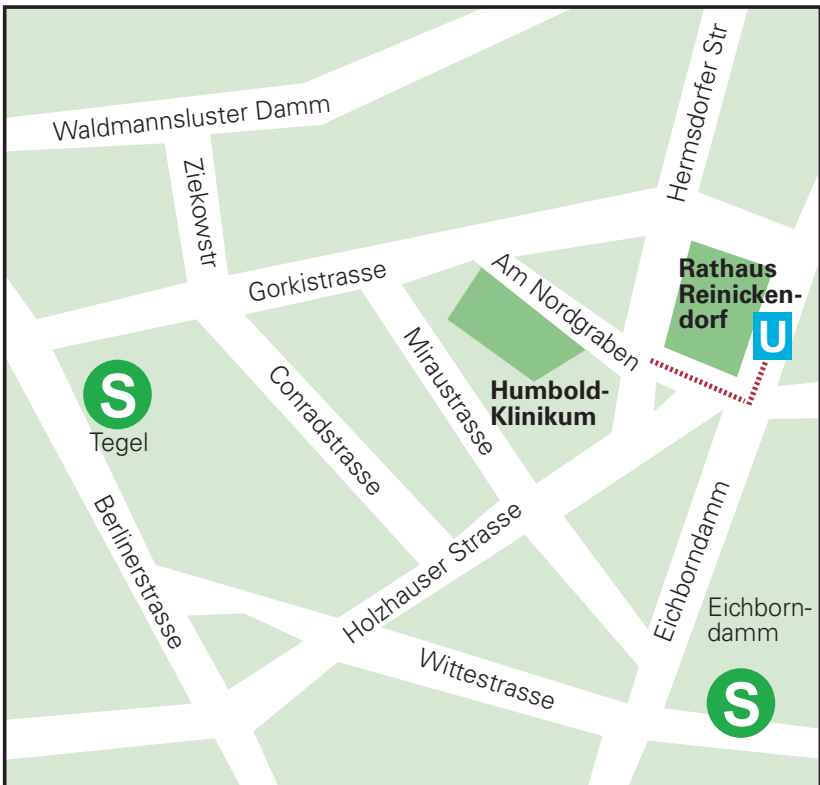 Hermsdorfer Str
Waldmannsluster Damm
Ziekowstr
Gorkistrasse
Am Nordgraben
Rathaus
Reinicken-
dorf
U
Miraustrasse
Humbold-
Klinikum
Conradstrasse
S
Tegel
Berlinerstrasse
Holzhauser Strasse
Eichborndamm
Eichborn-
damm
Wittestrasse
S